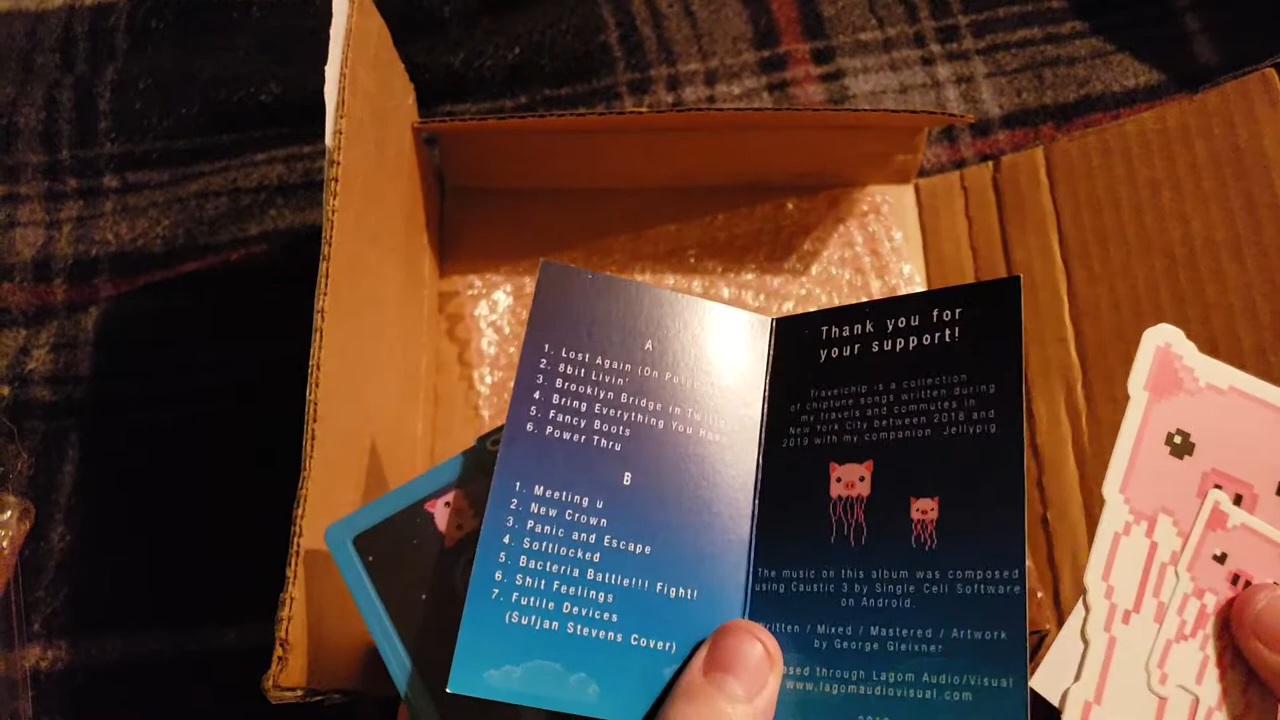 A
1. Lost Again (On
2. 8bit Livin'
3. Brooklyn Bridge in
4. Bring Everything You Have
5. Fancy Boots
6. Power Thru
B
1. Meeting u
2. New Crown
3. Panic and Escape
4. Softlocked
5. Bacteria Battle!!! Fight!
6. Shit Feelings
7. Futile Devices
(Sufjan Stevens Cover)
Thank you for
your support!
Travelchip is a collection
of chiptune songs written during
my travels and commutes in
New York City between 2018 and
2019 with my companion, Jellypig.
The music on this album was composed
using Caustic 3 by Single Cell Software
on Android.
Written / Mixed / Mastered / Artwork
by George Gleixner
through Lagom Audio/Visual
www.lagomaudiovisual.com